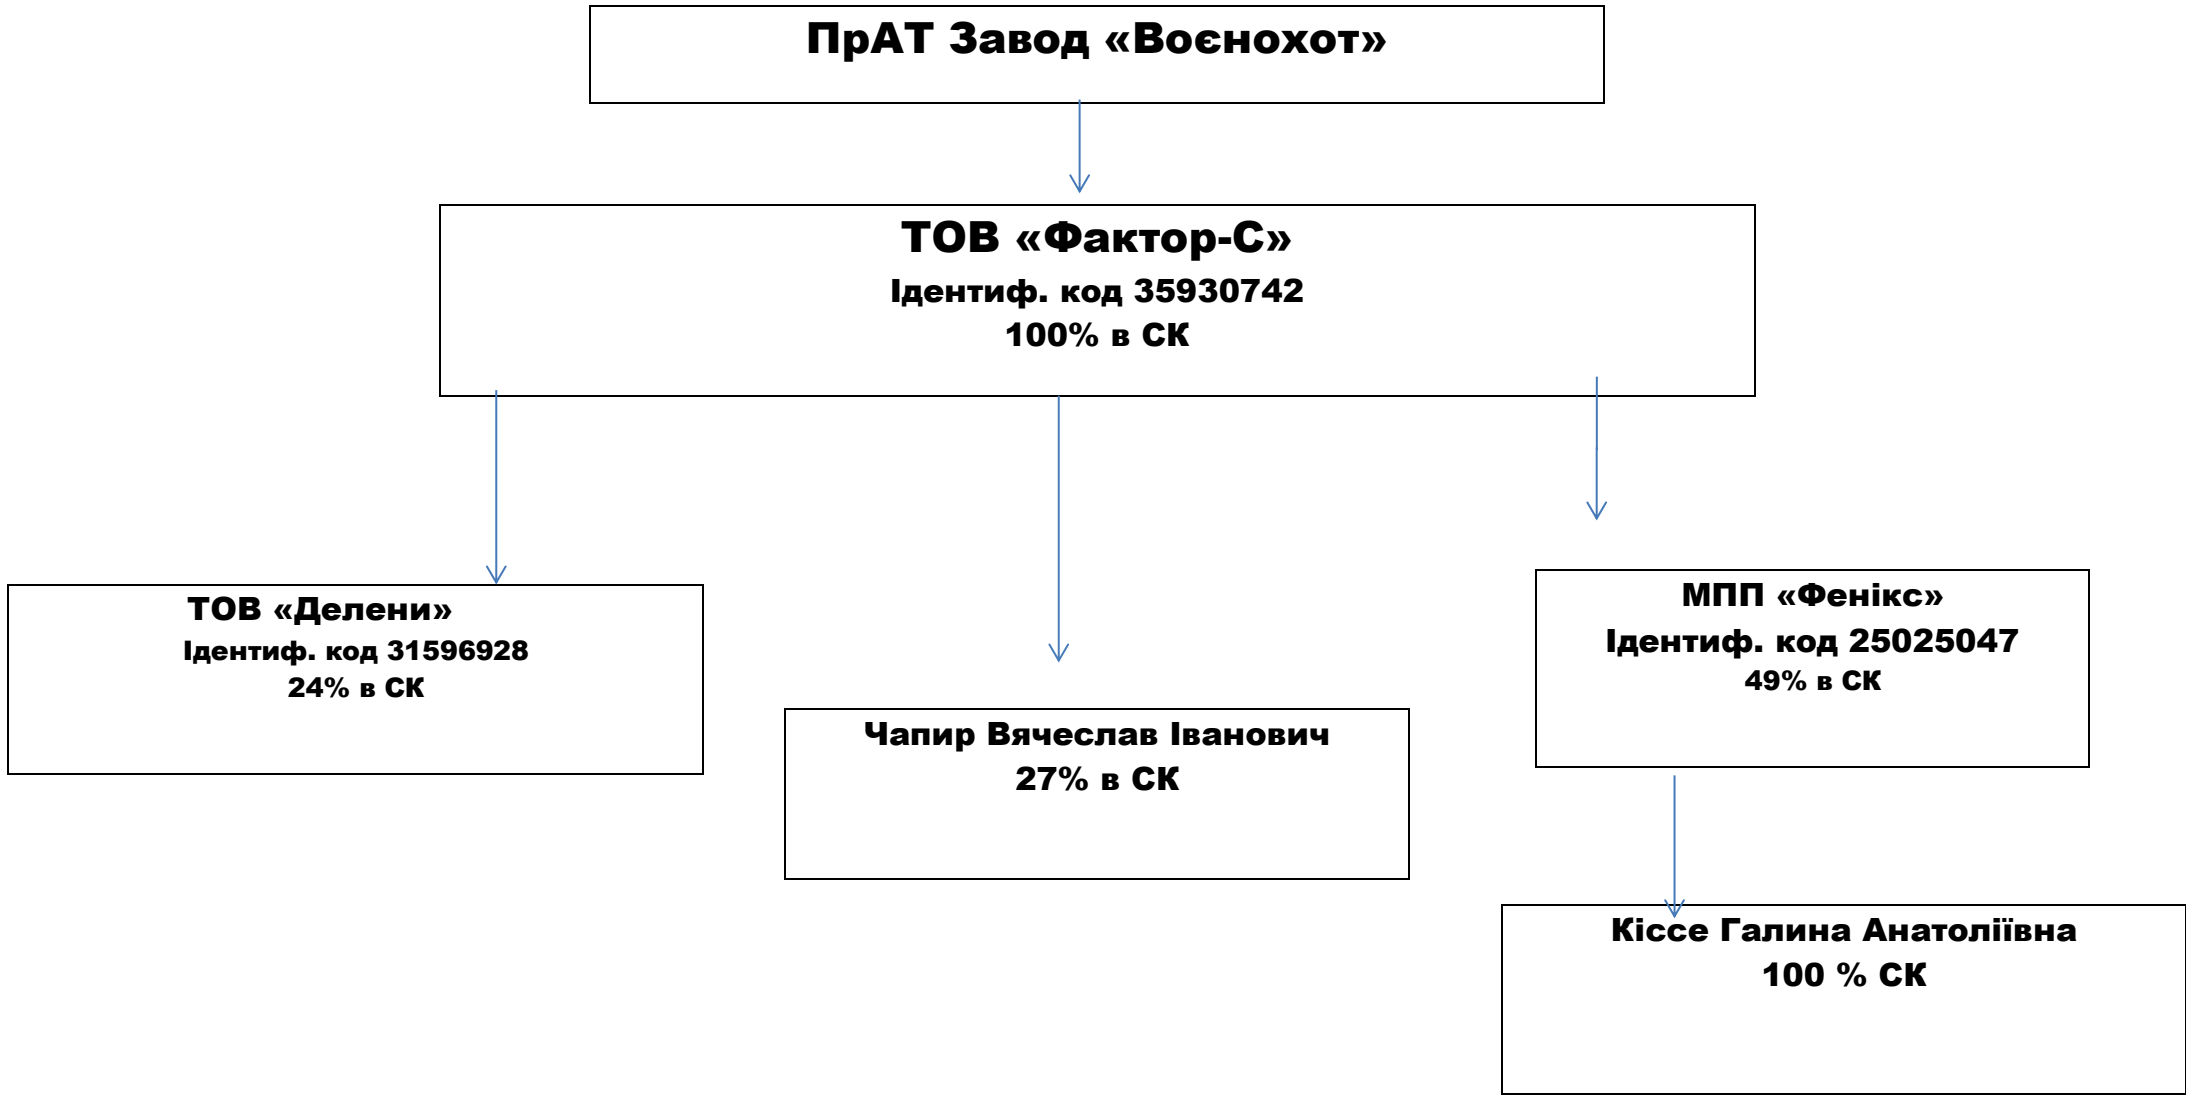 ПрАТ Завод «Воєнохот»
ТОВ «Фактор-С»
Ідентиф. код 35930742
100% в СК
ТОВ «Делени»
Ідентиф. код 31596928
24% в СК
Чапир Вячеслав Іванович
27% в СК
МПП «Фенікс»
Ідентиф. код 25025047
49% в СК
Кіссе Галина Анатоліївна
100 % СК